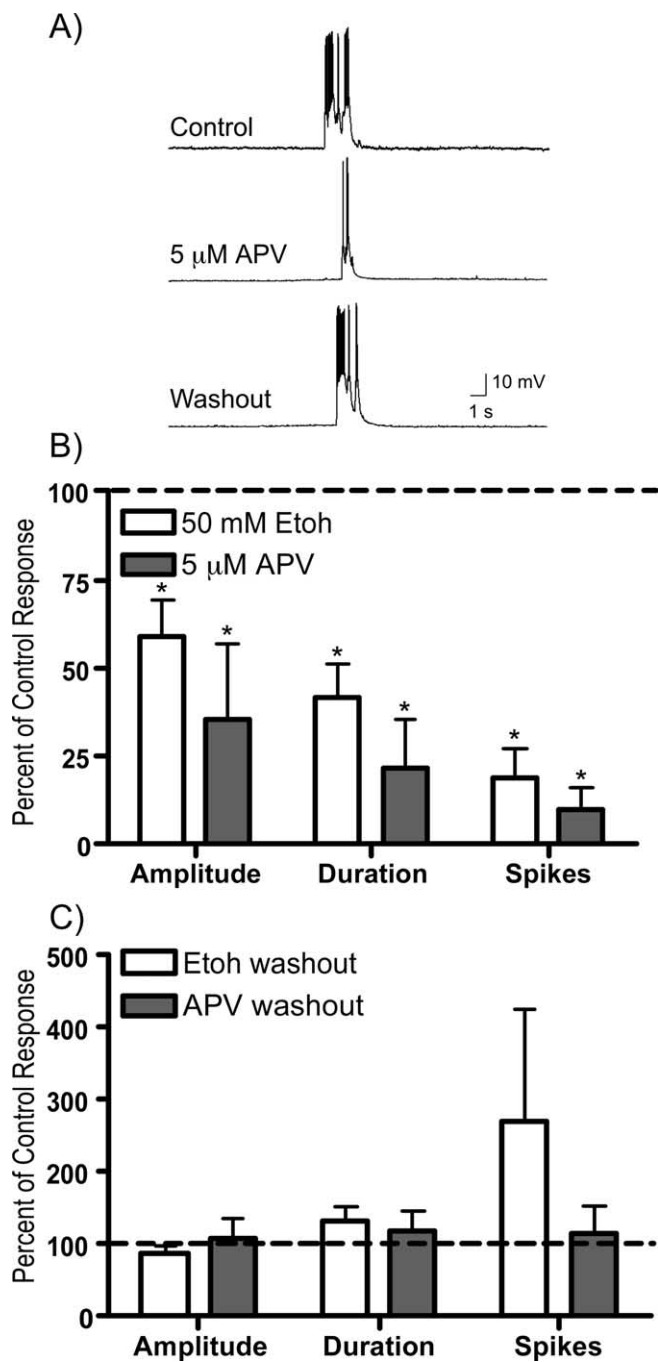 A)
Control
5 μM APV
Washout
10 mV
1 s
B)
Percent of Control Response
100
75
50
25
0
50 mM Etoh
5 μM APV
* * * * * *
Amplitude Duration Spikes
C)
Percent of Control Response
500
400
300
200
100
0
Etoh washout
APV washout
Amplitude Duration Spikes